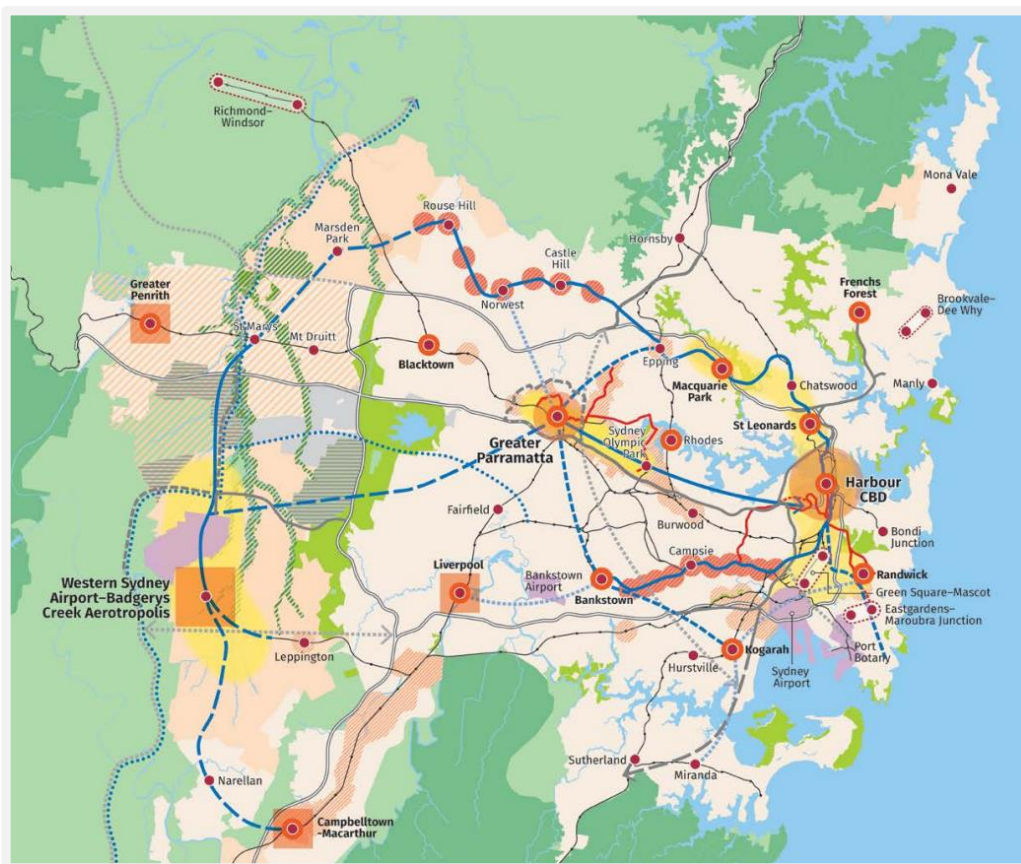 Richmond–
Windsor
Mona Vale
Rouse Hill
Marsden
Park
Hornsby
Castle
Hill
Greater
Penrith
Norwest
Frenchs
Forest
Brookvale–
Dee Why
St Marys
Mt Druitt
Blacktown
Epping
Macquarie
Park
Chatswood
Manly
St Leonards
Greater
Parramatta
Sydney
Olympic
Park
Rhodes
Harbour
CBD
Fairfield
Burwood
Bondi
Junction
Campsie
Liverpool
Bankstown
Airport
Bankstown
Randwick
Western Sydney
Airport–Badgerys
Creek Aerotropolis
Green Square–Mascot
Eastgardens–
Maroubra Junction
Leppington
Kogarah
Hurstville
Port
Botany
Sydney
Airport
Sutherland
Miranda
Narellan
Campbelltown
-Macarthur